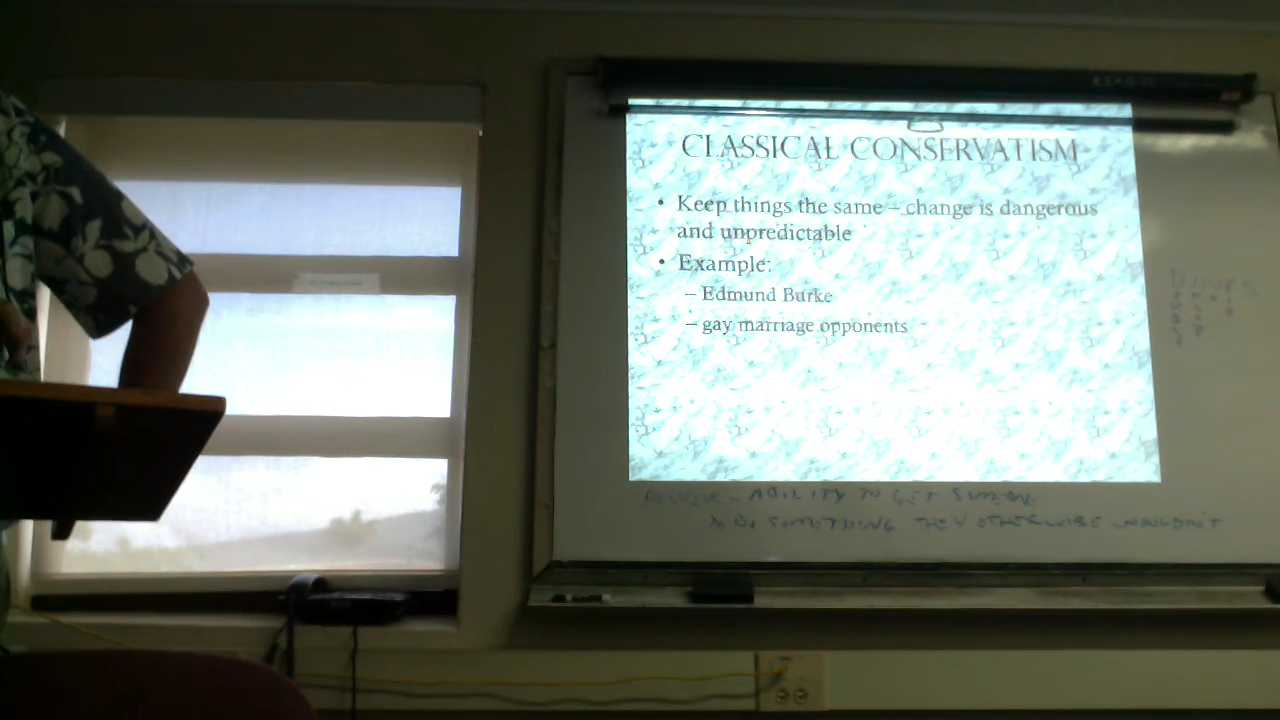 CLASSICAL CONSERVATISM
• Keep things the same – change is dangerous
and unpredictable
• Example:
– Edmund Burke
– gay marriage opponents
POWER - ABILITY TO GET SOMEONE
TO DO SOMETHING THEY OTHERWISE WOULDN'T